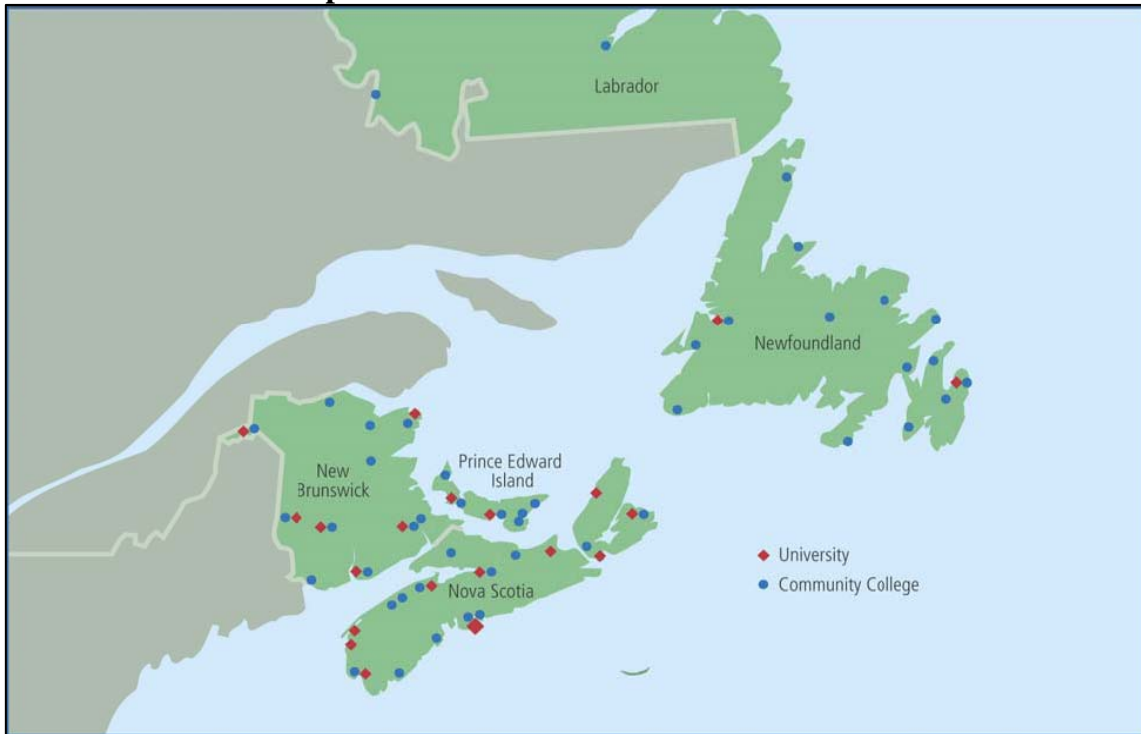 Labrador
Newfoundland
Prince Edward
Island
New
Brunswick
University
Community College
Nova Scotia